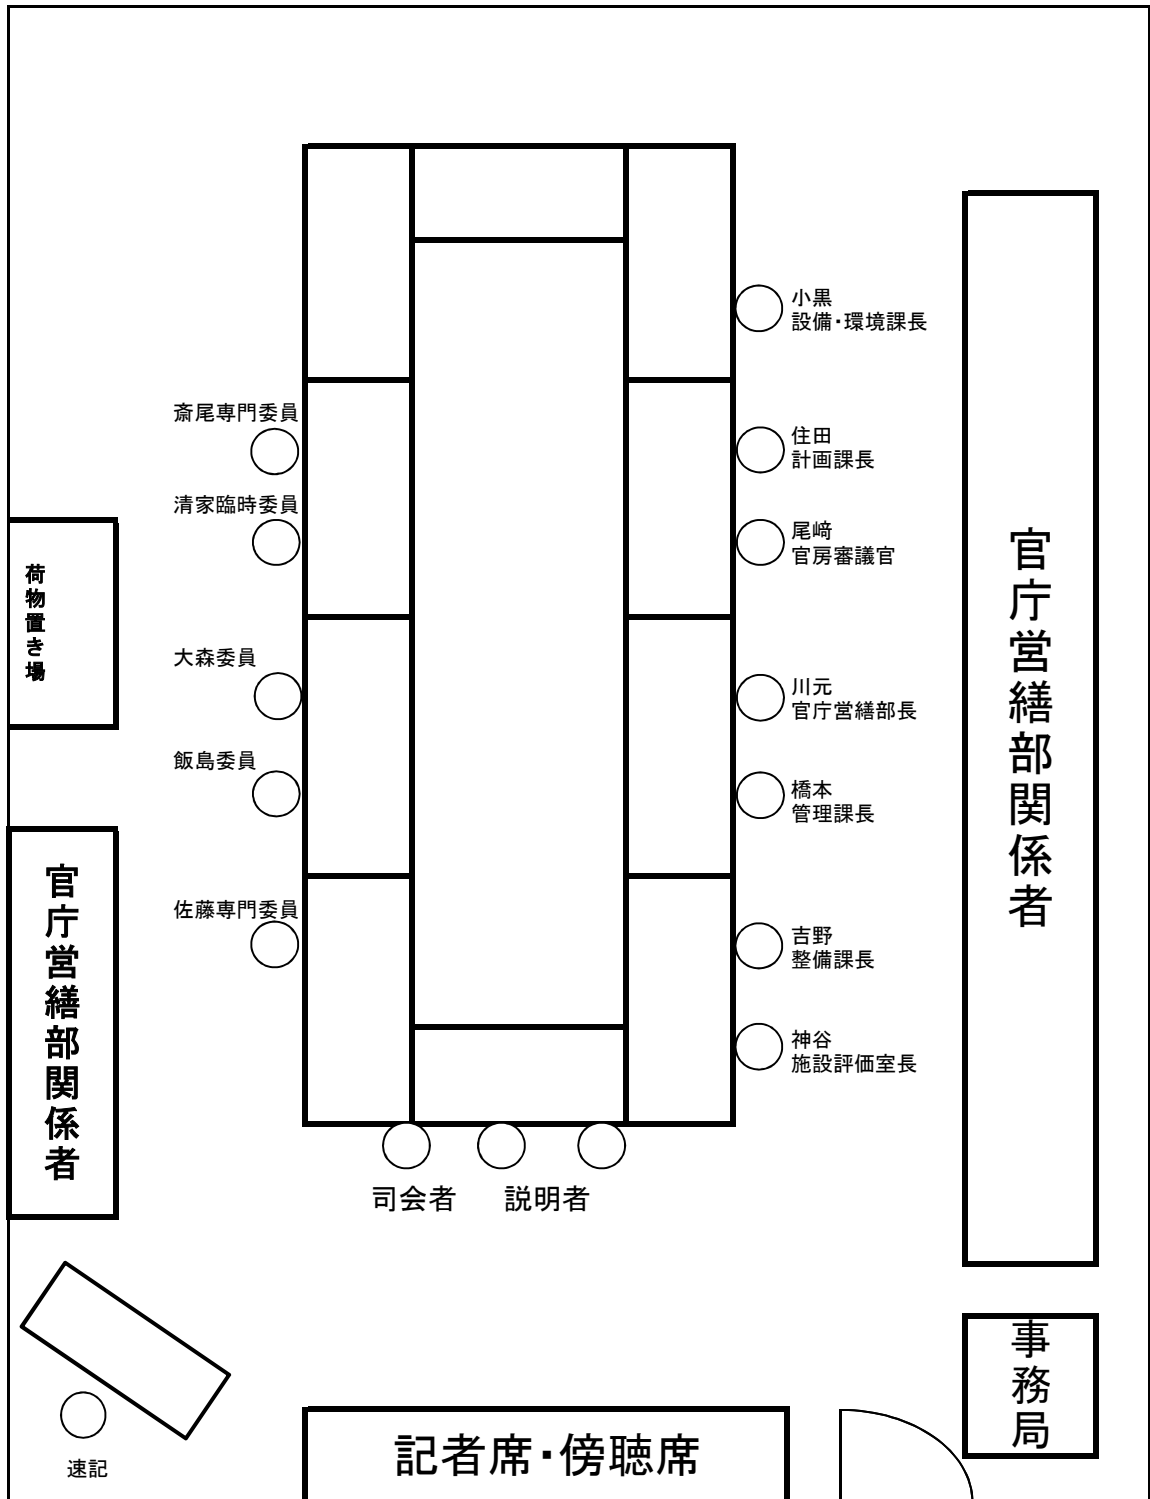 小黒
設備・環境課長
斎尾専門委員
住田
計画課長
清家臨時委員
尾﨑
官房審議官
荷物置き場
大森委員
川元
官庁営繕部長
飯島委員
橋本
管理課長
官庁営繕部関係者
官庁営繕部関係者
佐藤専門委員
吉野
整備課長
神谷
施設評価室長
司会者
説明者
事務局
記者席・傍聴席
速記